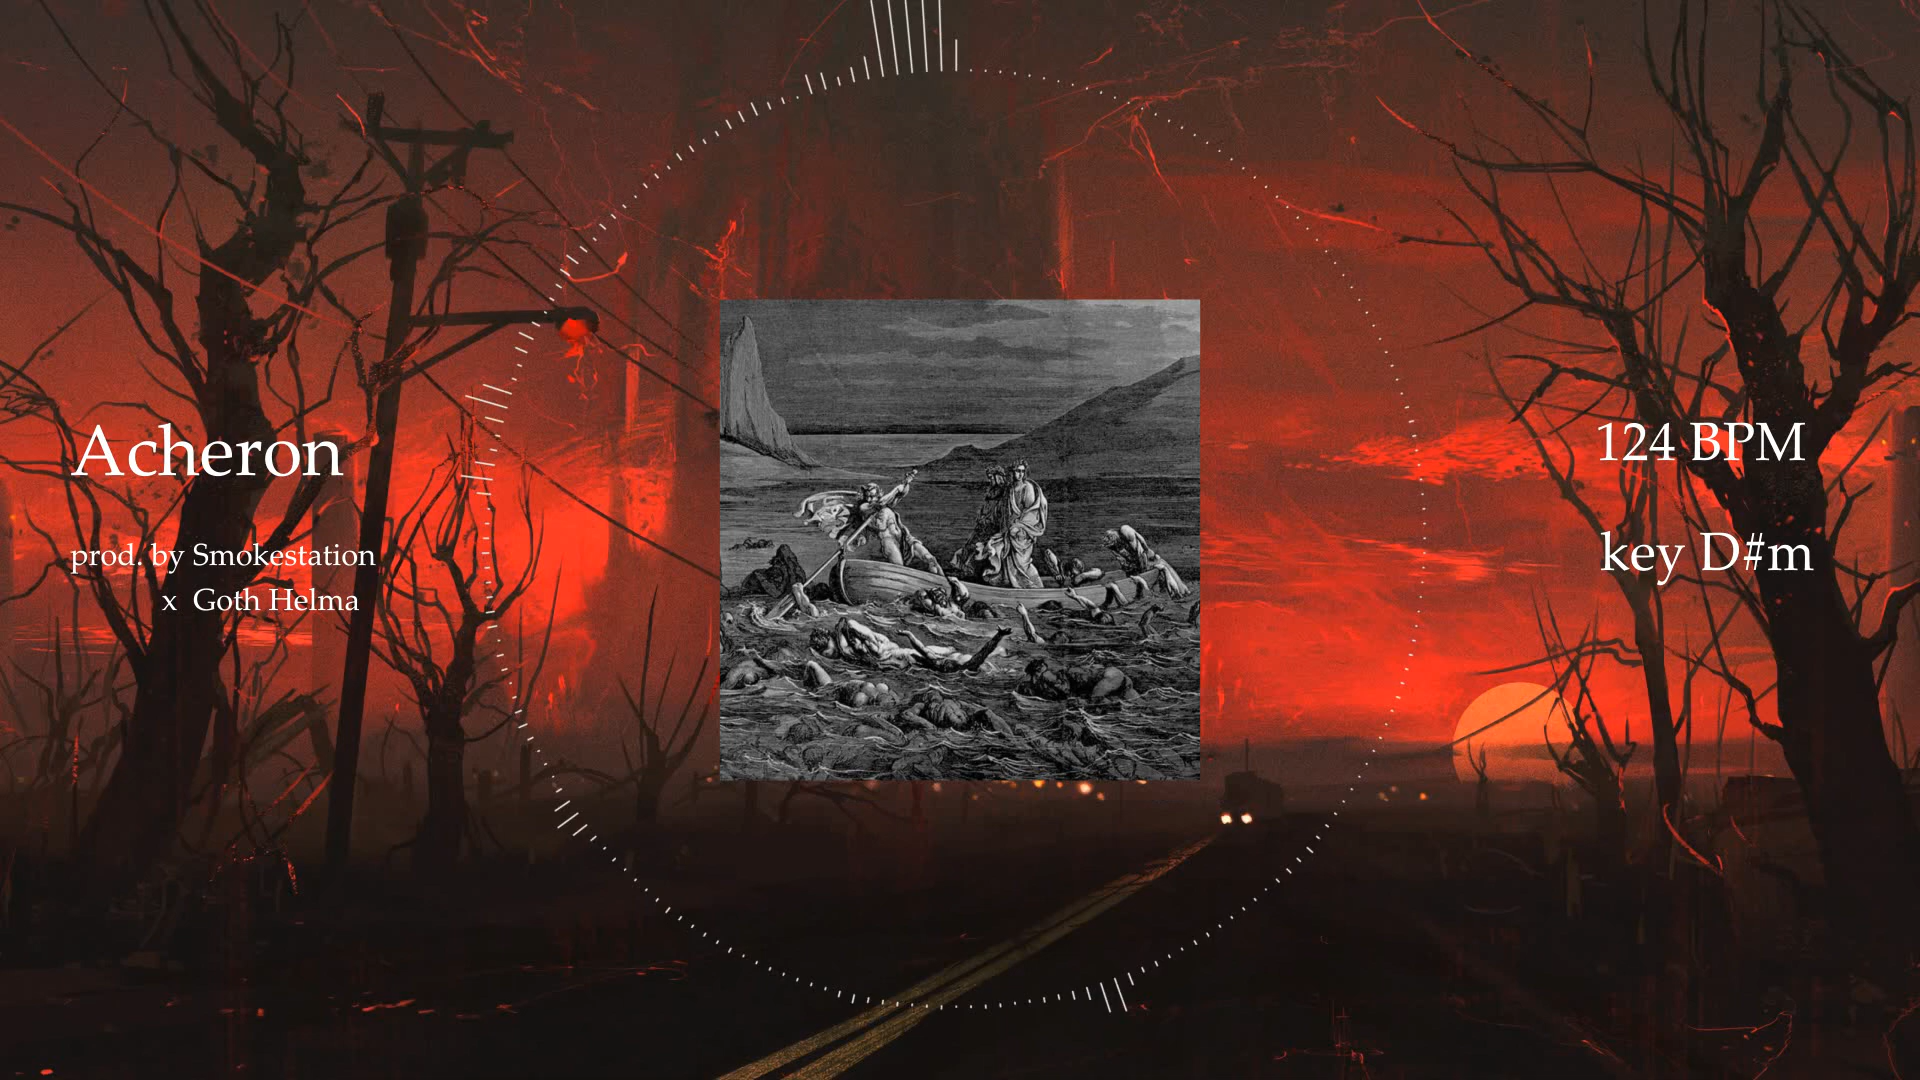 Acheron
prod. by Smokestation
x Goth Helma
124 BPM
key D#m